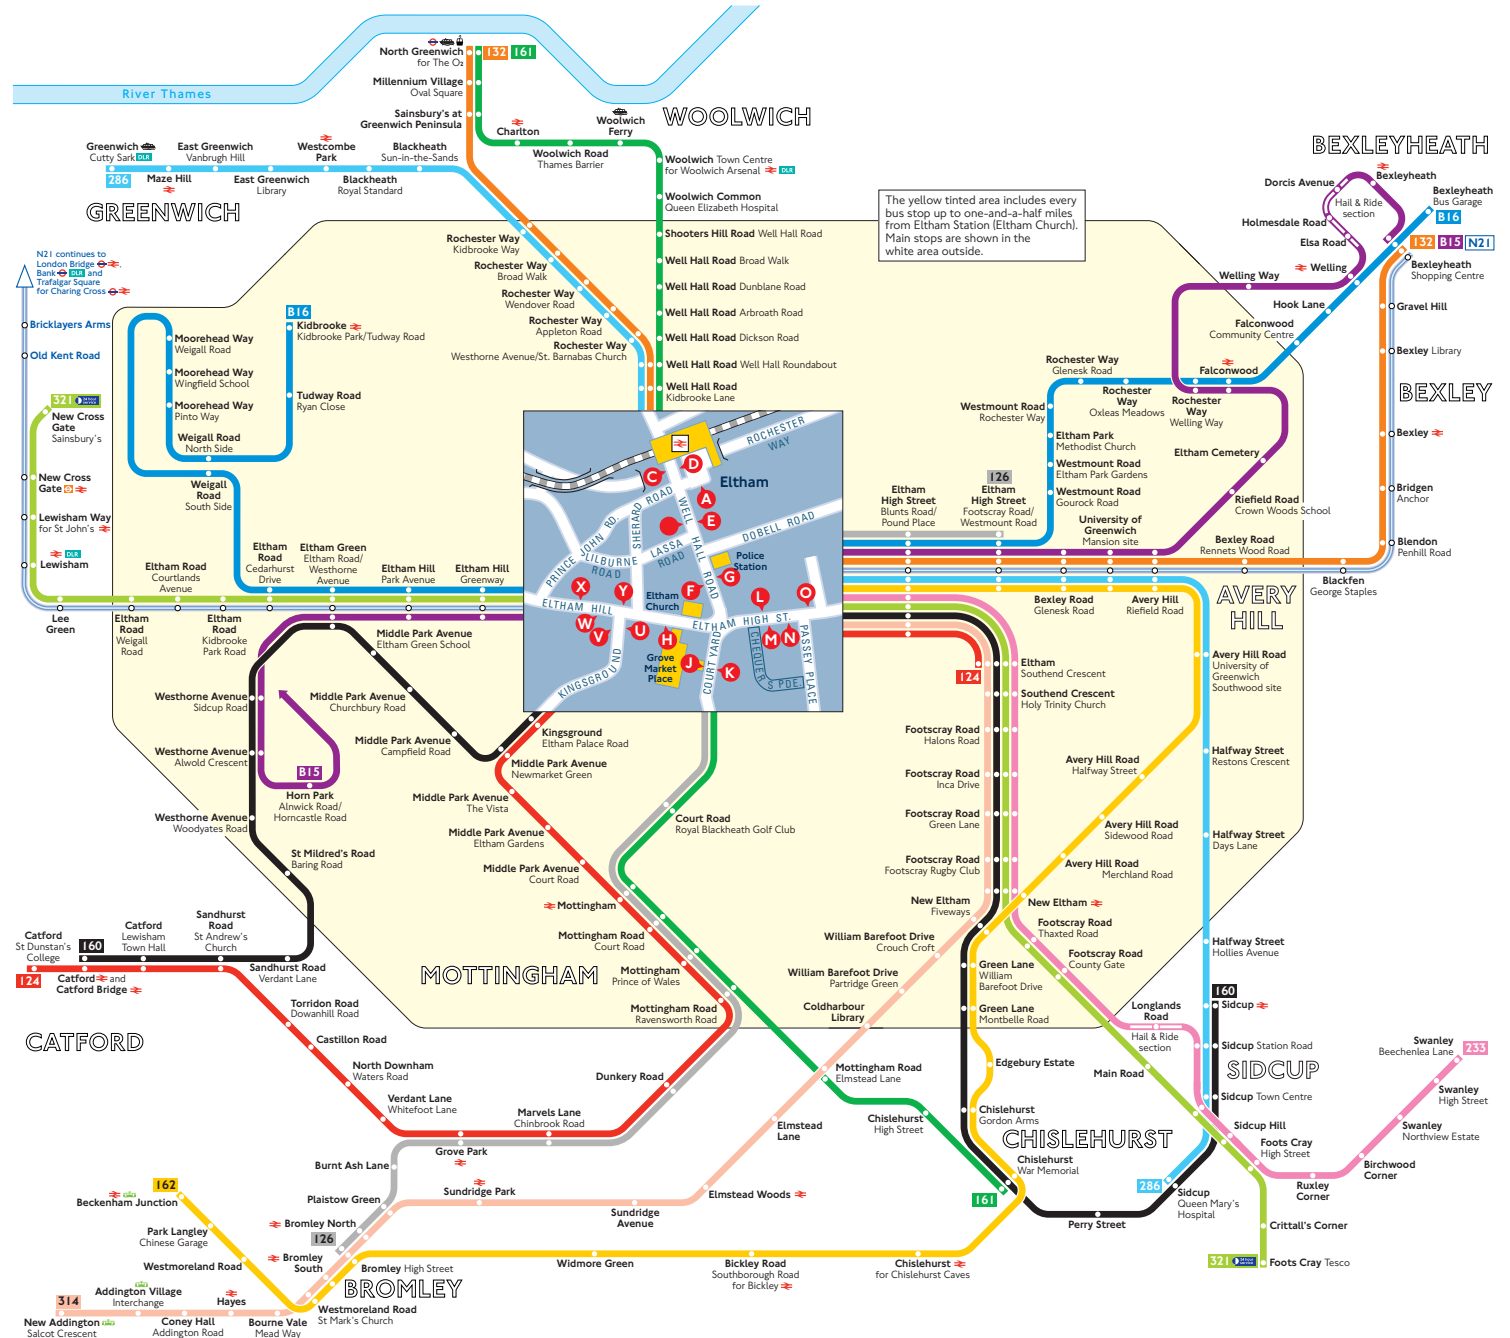 River Thames
North Greenwich
for The O2
132
161
Millennium Village
Oval Square
Sainsbury's at
Greenwich Peninsula
Charlton
Woolwich
Ferry
Woolwich Road
Thames Barrier
WOOLWICH
Woolwich Town Centre
for Woolwich Arsenal DLR
Woolwich Common
Queen Elizabeth Hospital
Shooters Hill Road Well Hall Road
Well Hall Road Broad Walk
Well Hall Road Dunblane Road
Well Hall Road Arbroath Road
Well Hall Road Dickson Road
Well Hall Road Well Hall Roundabout
Well Hall Road
Kidbrooke Lane
Greenwich
Cutty Sark DLR
286
Maze Hill
East Greenwich
Vanbrugh Hill
East Greenwich
Library
Westcombe
Park
Blackheath
Royal Standard
Blackheath
Sun-in-the-Sands
GREENWICH
Rochester Way
Kidbrooke Way
Rochester Way
Broad Walk
Rochester Way
Wendover Road
Rochester Way
Appleton Road
Rochester Way
Westhorne Avenue/St. Barnabas Church
The yellow tinted area includes every
bus stop up to one-and-a-half miles
from Eltham Station (Eltham Church).
Main stops are shown in the
white area outside.
BEXLEYHEATH
Bexleyheath
Dorcis Avenue
Hail & Ride
section
Holmesdale Road
Elsa Road
Welling
Welling Way
Bexleyheath
Bus Garage
B16
132
B15
N21
Bexleyheath
Shopping Centre
Hook Lane
Falconwood
Community Centre
Falconwood
Gravel Hill
Bexley Library
BEXLEY
Bexley
Bridgen
Anchor
Blendon
Penhill Road
Blackfen
George Staples
N21 continues to
London Bridge
Bank DLR and
Trafalgar Square
for Charing Cross
Bricklayers Arms
Old Kent Road
321 24 hour service
New Cross
Gate
Sainsbury's
New Cross
Gate
Lewisham Way
for St John's
DLR
Lewisham
Lee
Green
B16
Kidbrooke
Kidbrooke Park/Tudway Road
Tudway Road
Ryan Close
Moorehead Way
Weigall Road
Moorehead Way
Wingfield School
Moorehead Way
Pinto Way
Weigall Road
North Side
Weigall
Road
South Side
Eltham Road
Courtlands
Avenue
Eltham
Road
Cedarhurst
Drive
Eltham Green
Eltham Road/
Westhorne
Avenue
Eltham Hill
Park Avenue
Eltham Hill
Greenway
Eltham
Road
Weigall
Road
Eltham
Road
Kidbrooke
Park Road
Middle Park Avenue
Eltham Green School
Eltham
ROCHESTER
WAY
C
D
A
E
SHERARD ROAD
WELL HALL ROAD
PRINCE JOHN RD.
LILBURNE
ROAD
LASSA
ROAD
DOBELL ROAD
Police
Station
G
F
Eltham
Church
X
Y
W
V
U
H
L
O
M
N
J
K
ELTHAM HILL
ELTHAM HIGH ST.
Grove
Market
Place
KINGSGROUND
COURT YARD
CHEQUERS PDE.
PASSEY PLACE
Eltham
High Street
Blunts Road/
Pound Place
126
Eltham
High Street
Footscray Road/
Westmount Road
Rochester Way
Glenesk Road
Rochester
Way
Oxleas Meadows
Rochester
Way
Welling Way
Westmount Road
Rochester Way
Eltham Park
Methodist Church
Westmount Road
Eltham Park Gardens
Westmount Road
Gourock Road
Eltham Cemetery
Riefield Road
Crown Woods School
University of
Greenwich
Mansion site
Bexley Road
Rennets Wood Road
Bexley Road
Glenesk Road
Avery Hill
Riefield Road
AVERY
HILL
Avery Hill Road
University of
Greenwich
Southwood site
Halfway Street
Restons Crescent
Halfway Street
Days Lane
Halfway Street
Hollies Avenue
124
Eltham
Southend Crescent
Southend Crescent
Holy Trinity Church
Footscray Road
Halons Road
Footscray Road
Inca Drive
Footscray Road
Green Lane
Footscray Road
Footscray Rugby Club
New Eltham
Fiveways
Avery Hill Road
Halfway Street
Avery Hill Road
Sidewood Road
Avery Hill Road
Merchland Road
New Eltham
Footscray Road
Thaxted Road
Footscray Road
County Gate
William Barefoot Drive
Crouch Croft
William Barefoot Drive
Partridge Green
Coldharbour
Library
Green Lane
William
Barefoot Drive
Green Lane
Montbelle Road
Edgebury Estate
Chislehurst
Gordon Arms
CHISLEHURST
Chislehurst
War Memorial
161
Perry Street
Longlands
Road
Hail & Ride
section
Main Road
160
Sidcup
Sidcup Station Road
SIDCUP
Sidcup Town Centre
Sidcup Hill
Foots Cray
High Street
286
Sidcup
Queen Mary's
Hospital
Ruxley
Corner
Birchwood
Corner
Swanley
Northview Estate
Swanley
High Street
Swanley
Beechenlea Lane
233
Crittall's Corner
321 24 hour service
Foots Cray Tesco
Westhorne Avenue
Sidcup Road
Westhorne Avenue
Alwold Crescent
Westhorne Avenue
Woodyates Road
B15
Horn Park
Alnwick Road/
Horncastle Road
St Mildred's Road
Baring Road
Middle Park Avenue
Churchbury Road
Middle Park Avenue
Campfield Road
Kingsground
Eltham Palace Road
Middle Park Avenue
Newmarket Green
Middle Park Avenue
The Vista
Middle Park Avenue
Eltham Gardens
Middle Park Avenue
Court Road
Court Road
Royal Blackheath Golf Club
Mottingham
Mottingham Road
Court Road
Mottingham
Prince of Wales
Mottingham Road
Ravensworth Road
MOTTINGHAM
Catford
St Dunstan's
College
124
160
Catford and
Catford Bridge
Catford
Lewisham
Town Hall
Sandhurst
Road
St Andrew's
Church
Sandhurst Road
Verdant Lane
CATFORD
Torridon Road
Dowanhill Road
Castillon Road
North Downham
Waters Road
Verdant Lane
Whitefoot Lane
Marvels Lane
Chinbrook Road
Dunkery Road
Grove Park
Burnt Ash Lane
Plaistow Green
Bromley North
126
Bromley
South
Sundridge Park
Sundridge
Avenue
Elmstead Woods
Elmstead
Lane
Mottingham Road
Elmstead Lane
Chislehurst
High Street
162
Beckenham Junction
Park Langley
Chinese Garage
Westmoreland Road
314
New Addington
Salcot Crescent
Addington Village
Interchange
Coney Hall
Addington Road
Hayes
Bourne Vale
Mead Way
Westmoreland Road
St Mark's Church
BROMLEY
Bromley High Street
Widmore Green
Bickley Road
Southborough Road
for Bickley
Chislehurst
for Chislehurst Caves